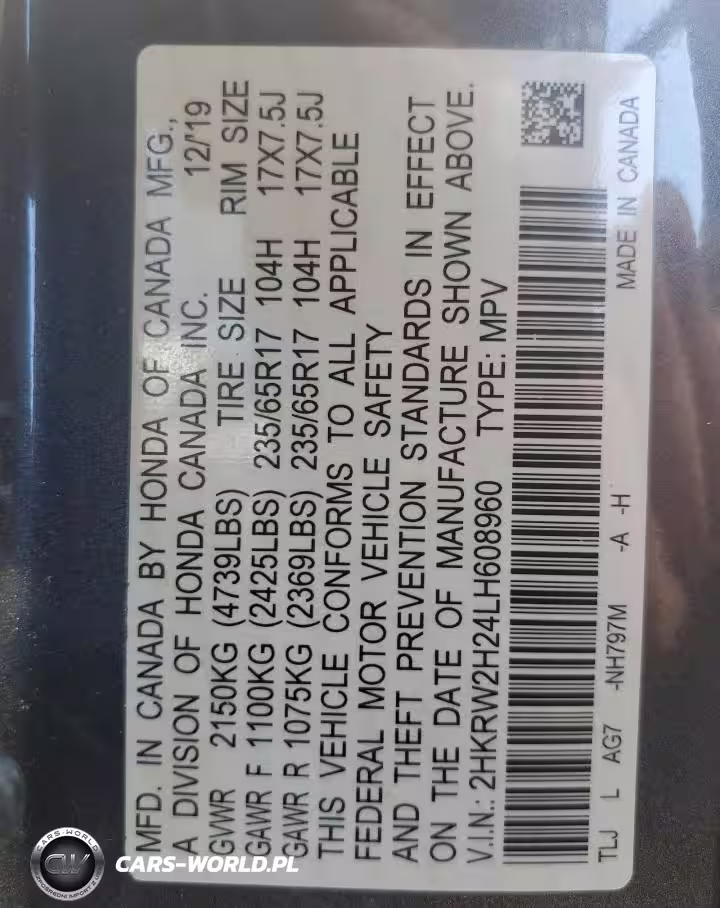 MFD. IN CANADA BY HONDA OF CANADA MFG.,
A DIVISION OF HONDA CANADA INC. 12/'19
GVWR 2150KG (4739LBS) TIRE SIZE RIM SIZE
GAWR F 1100KG (2425LBS) 235/65R17 104H 17X7.5J
GAWR R 1075KG (2369LBS) 235/65R17 104H 17X7.5J
THIS VEHICLE CONFORMS TO ALL APPLICABLE
FEDERAL MOTOR VEHICLE SAFETY
AND THEFT PREVENTION STANDARDS IN EFFECT
ON THE DATE OF MANUFACTURE SHOWN ABOVE.
V.I.N.: 2HKRW2H24LH608960 TYPE: MPV
TLJ L AG7 -NH797M -A -H MADE IN CANADA
CARS-WORLD
CW
CARS-WORLD.PL